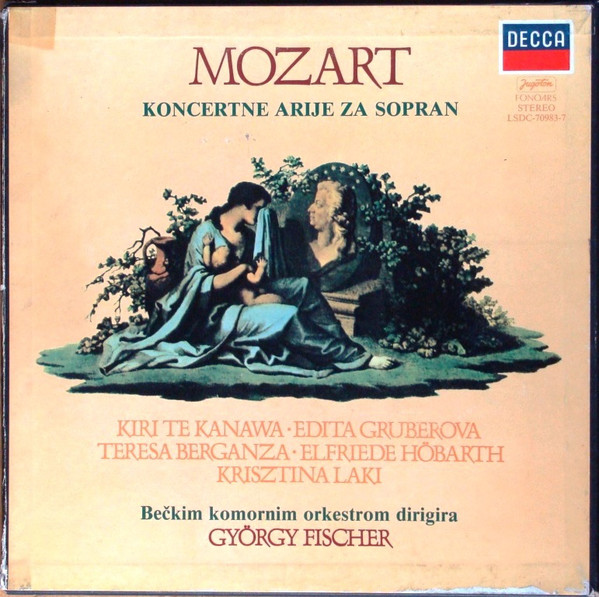 MOZART
KONCERTNE ARIJE ZA SOPRAN
DECCA
Jugoton
STEREO
LSDC-70983-7
KIRI TE KANAWA · EDITA GRUBEROVA
TERESA BERGANZA · ELFRIEDE HÖBARTH
KRISZTINA LAKI
Bečkim komornim orkestrom dirigira
GYÖRGY FISCHER